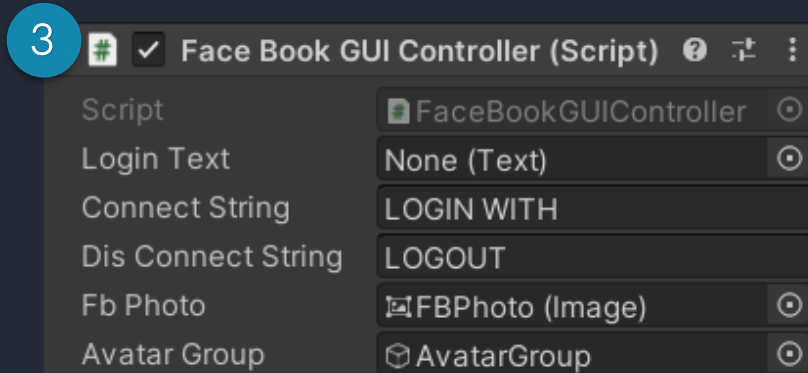 3
# Face Book GUI Controller (Script)
Script # FaceBookGUIController
Login Text None (Text)
Connect String LOGIN WITH
Dis Connect String LOGOUT
Fb Photo FBPhoto (Image)
Avatar Group AvatarGroup